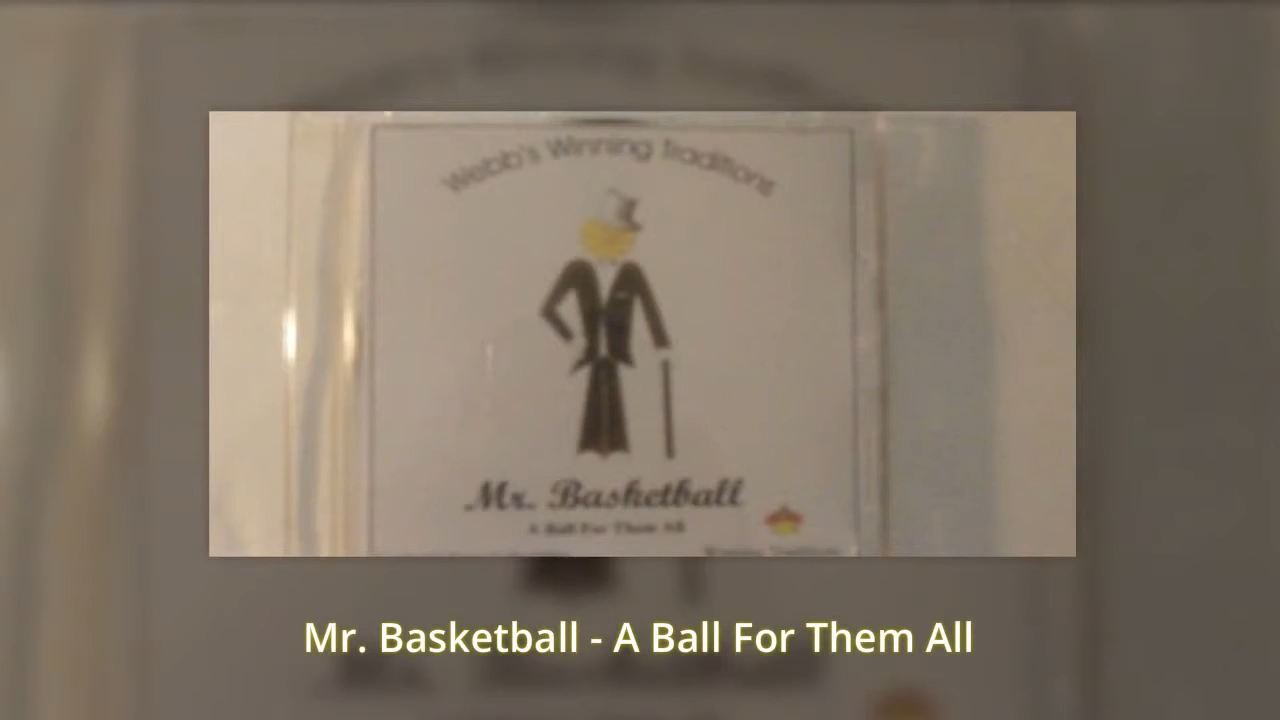 Webb's Winning Traditions
Mr. Basketball
A Ball For Them All
Mr. Basketball - A Ball For Them All